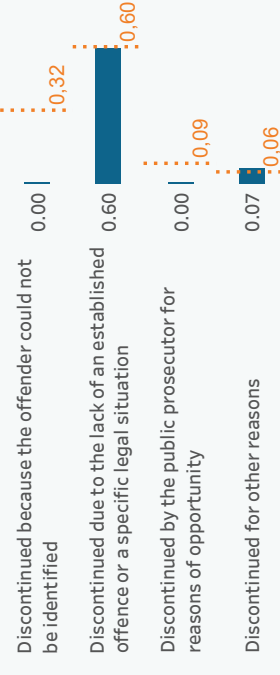 0,32
0.00
Discontinued because the offender could not
be identified
0,60
0.60
Discontinued due to the lack of an established
offence or a specific legal situation
0,09
0.00
Discontinued by the public prosecutor for
reasons of opportunity
0,06
0.07
Discontinued for other reasons